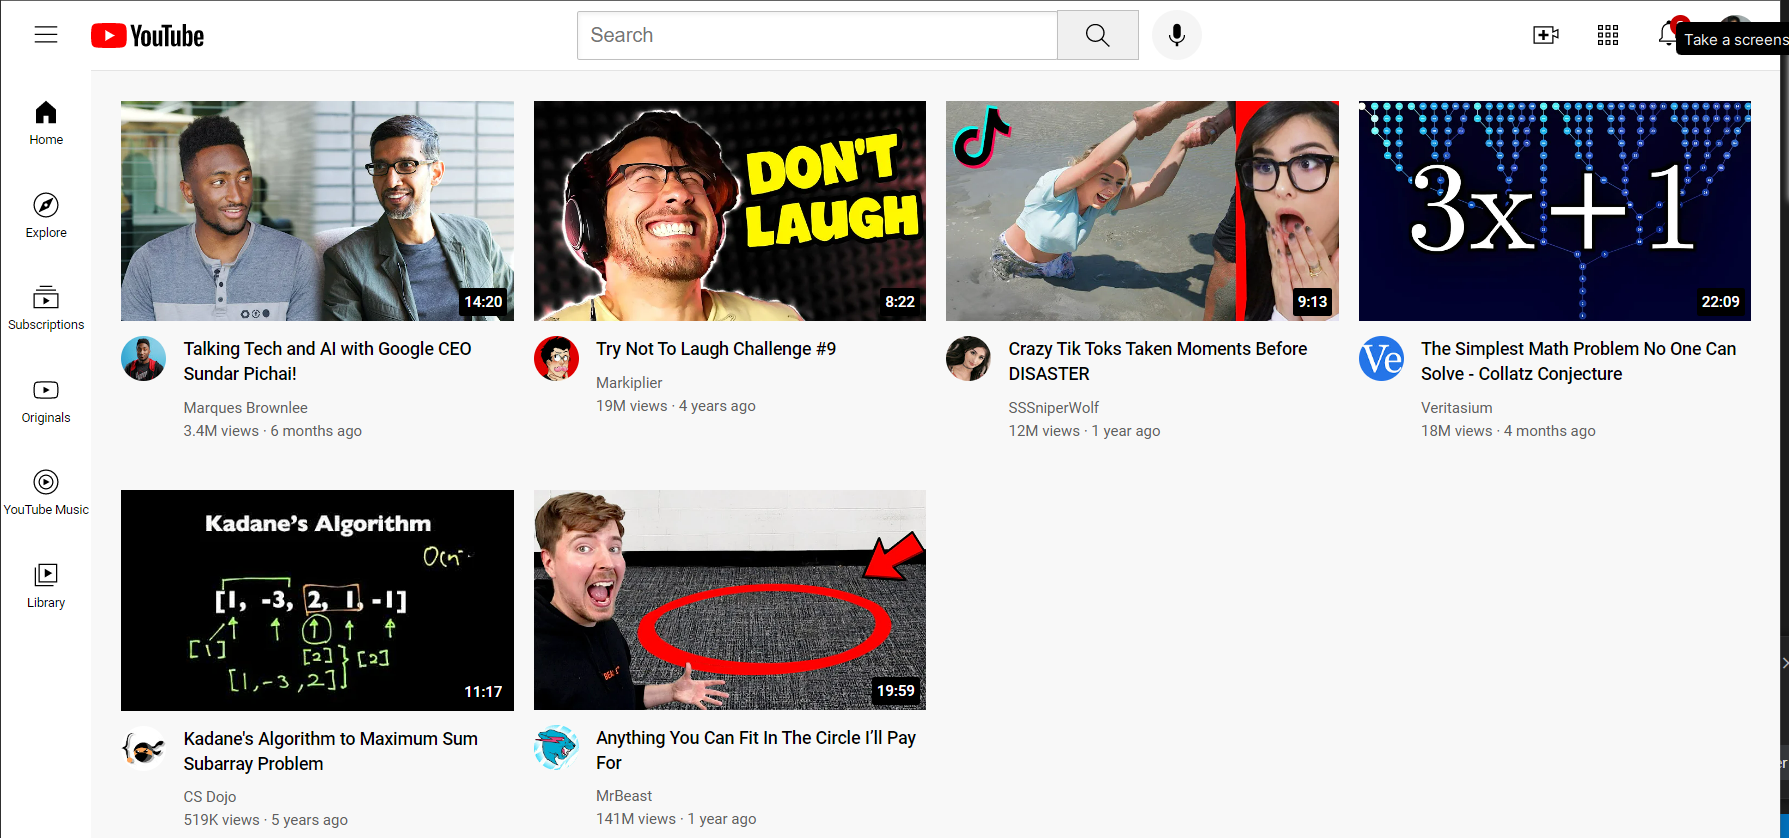 YouTube
Search
Take a screens
Home
Explore
Subscriptions
Originals
YouTube Music
Library
14:20
Talking Tech and AI with Google CEO
Sundar Pichai!
Marques Brownlee
3.4M views · 6 months ago
DON'T
LAUGH
8:22
Try Not To Laugh Challenge #9
Markiplier
19M views · 4 years ago
9:13
Crazy Tik Toks Taken Moments Before
DISASTER
SSSniperWolf
12M views · 1 year ago
3x+1
22:09
Ve
The Simplest Math Problem No One Can
Solve - Collatz Conjecture
Veritasium
18M views · 4 months ago
Kadane's Algorithm
O(n
[1, -3, 2, 1, -1]
[1]
[2]
[2]
[1,-3,2]
11:17
Kadane's Algorithm to Maximum Sum
Subarray Problem
CS Dojo
519K views · 5 years ago
19:59
Anything You Can Fit In The Circle I’ll Pay
For
MrBeast
141M views · 1 year ago
er